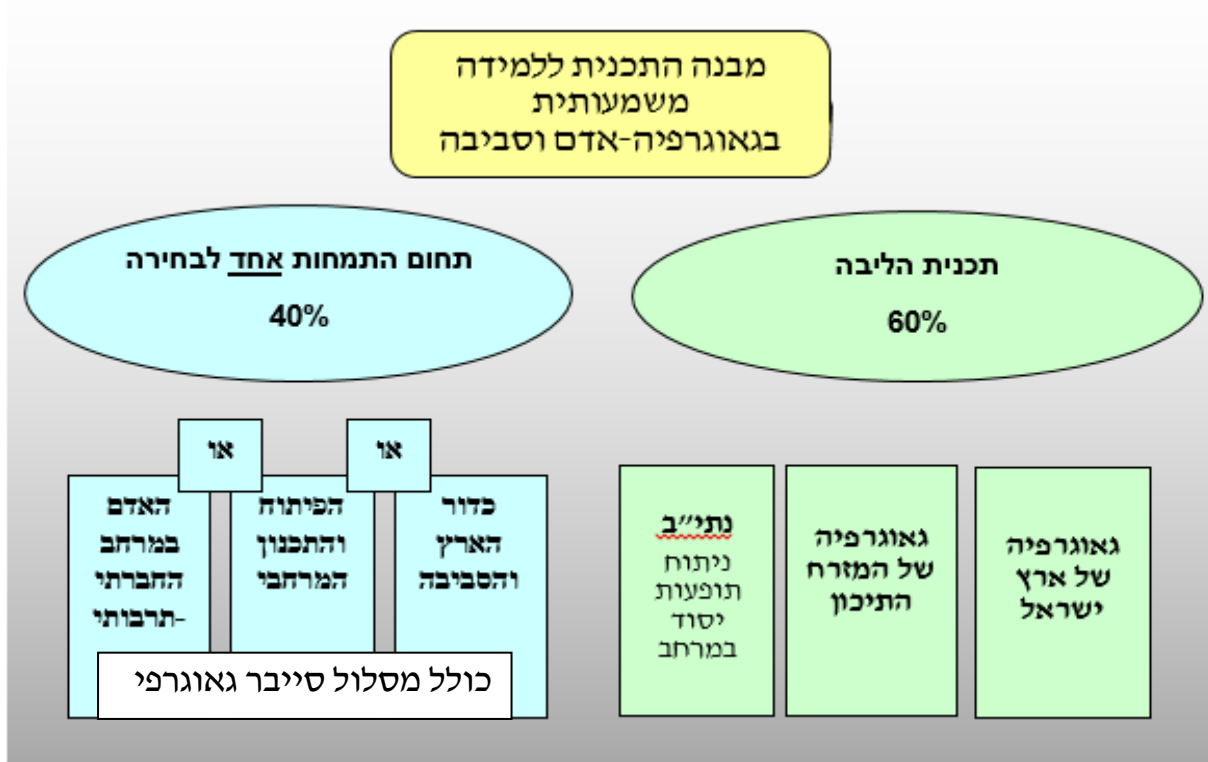 מבנה התכנית ללמידה
משמעותית
בגאוגרפיה-אדם וסביבה
תכנית הליבה
60%
תחום התמחות אחד לבחירה
40%
גאוגרפיה
של ארץ
ישראל
גאוגרפיה
של המזרח
התיכון
נתי״ב
ניתוח
תופעות
יסוד
במרחב
כדור
הארץ
והסביבה
או
הפיתוח
והתכנון
המרחבי
או
האדם
במרחב
החברתי
-תרבותי
כולל מסלול סייבר גאוגרפי